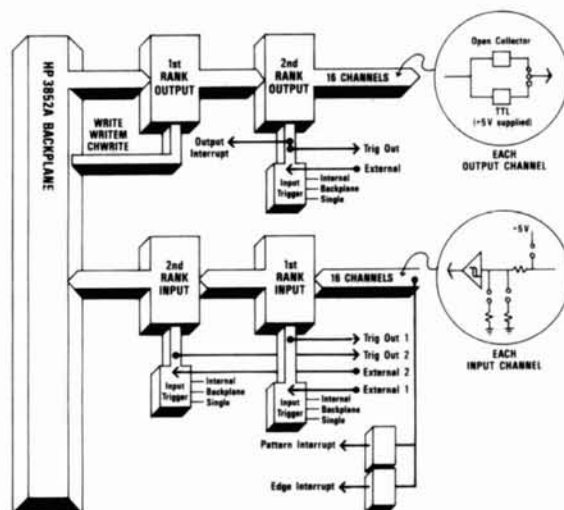 HP 3852A BACKPLANE
1st
RANK
OUTPUT
2nd
RANK
OUTPUT
16 CHANNELS
Open Collector
TTL
(~5V supplied)
EACH
OUTPUT CHANNEL
WRITE
WRITEM
CHWRITE
Output
Interrupt
Trig Out
External
Input
Trigger
Internal
Backplane
Single
2nd
RANK
INPUT
1st
RANK
INPUT
16 CHANNELS
~5V
EACH
INPUT CHANNEL
Trig Out 1
Trig Out 2
External 2
External 1
Input
Trigger
Internal
Backplane
Single
Input
Trigger
Internal
Backplane
Single
Pattern Interrupt
Edge Interrupt